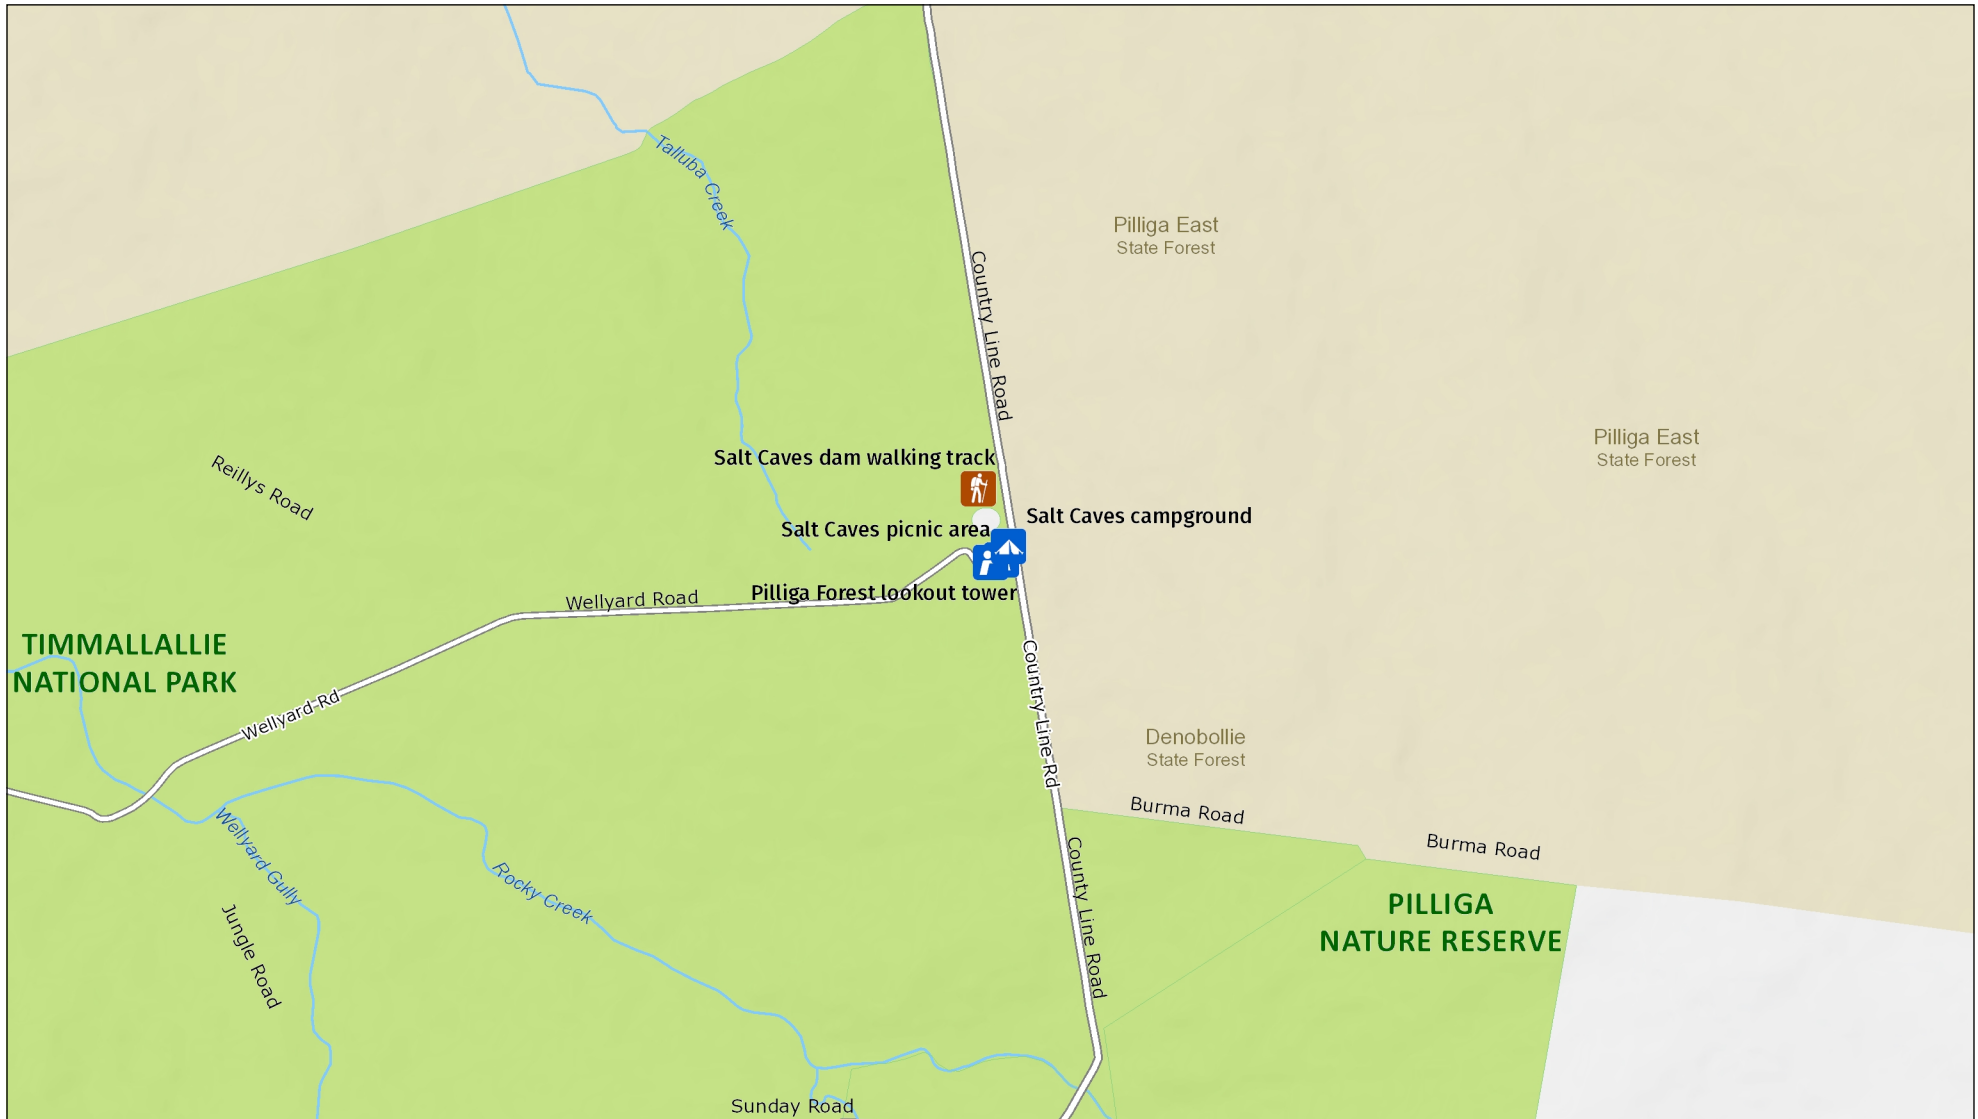 Talluba Creek
Pilliga East
State Forest
Country Line Road
Pilliga East
State Forest
Salt Caves dam walking track
Reillys Road
Salt Caves campground
Salt Caves picnic area
Pilliga Forest lookout tower
Wellyard Road
TIMMALLALLIE
NATIONAL PARK
Wellyard Rd
Country Line Rd
Denobollie
State Forest
Burma Road
Burma Road
Wellyard Gully
Rocky Creek
County Line Road
PILLIGA
NATURE RESERVE
Jungle Road
Sunday Road